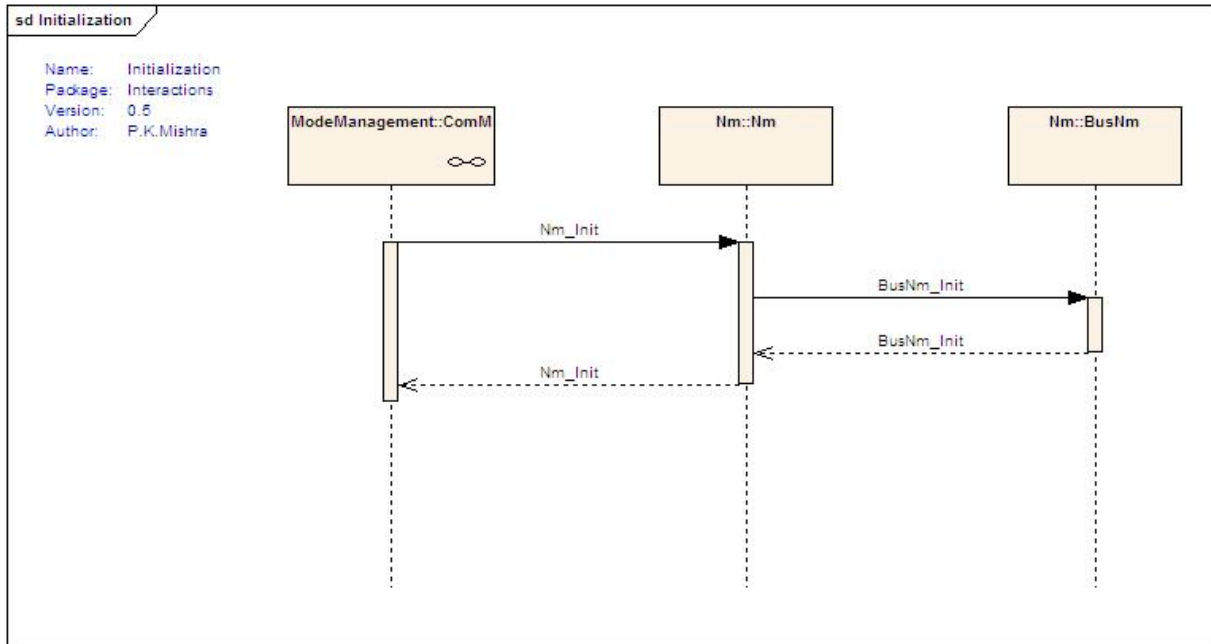 sd Initialization
Name: Initialization
Package: Interactions
Version: 0.5
Author: P.K.Mishra
ModeManagement::ComM
Nm::Nm
Nm::BusNm
Nm_Init
BusNm_Init
BusNm_Init
Nm_Init